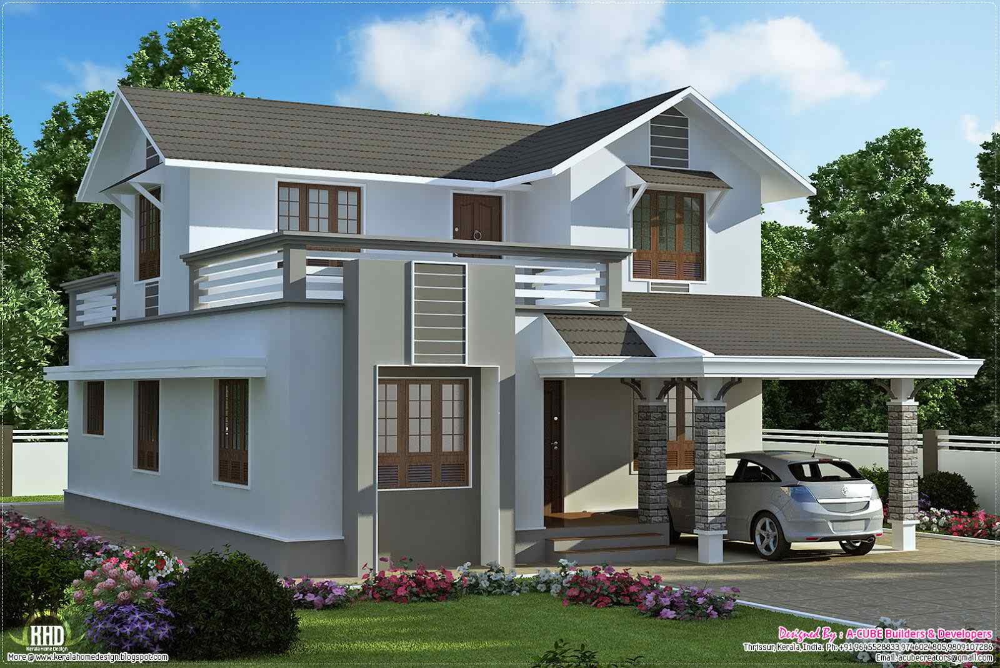 KHD
Kerala Home Design
More @ www.keralahomedesign.blogspot.com
Designed By : A-CUBE Builders & Developers
Thrissur, Kerala, India. Ph: +91 9645528833,9746024805,9809107286
Email: acubecreators@gmail.com